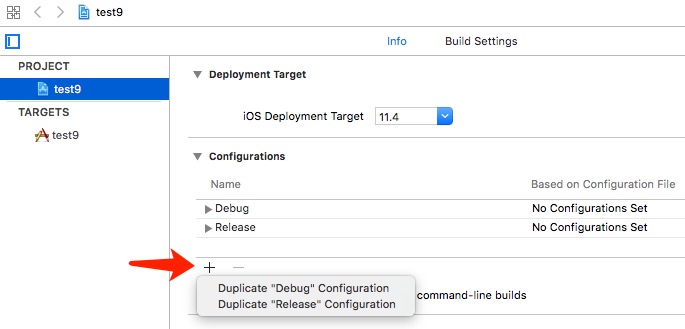 test9
Info Build Settings
PROJECT
test9
TARGETS
test9
Deployment Target
iOS Deployment Target 11.4
Configurations
Name Based on Configuration File
Debug No Configurations Set
Release No Configurations Set
Duplicate "Debug" Configuration
Duplicate "Release" Configuration
command-line builds